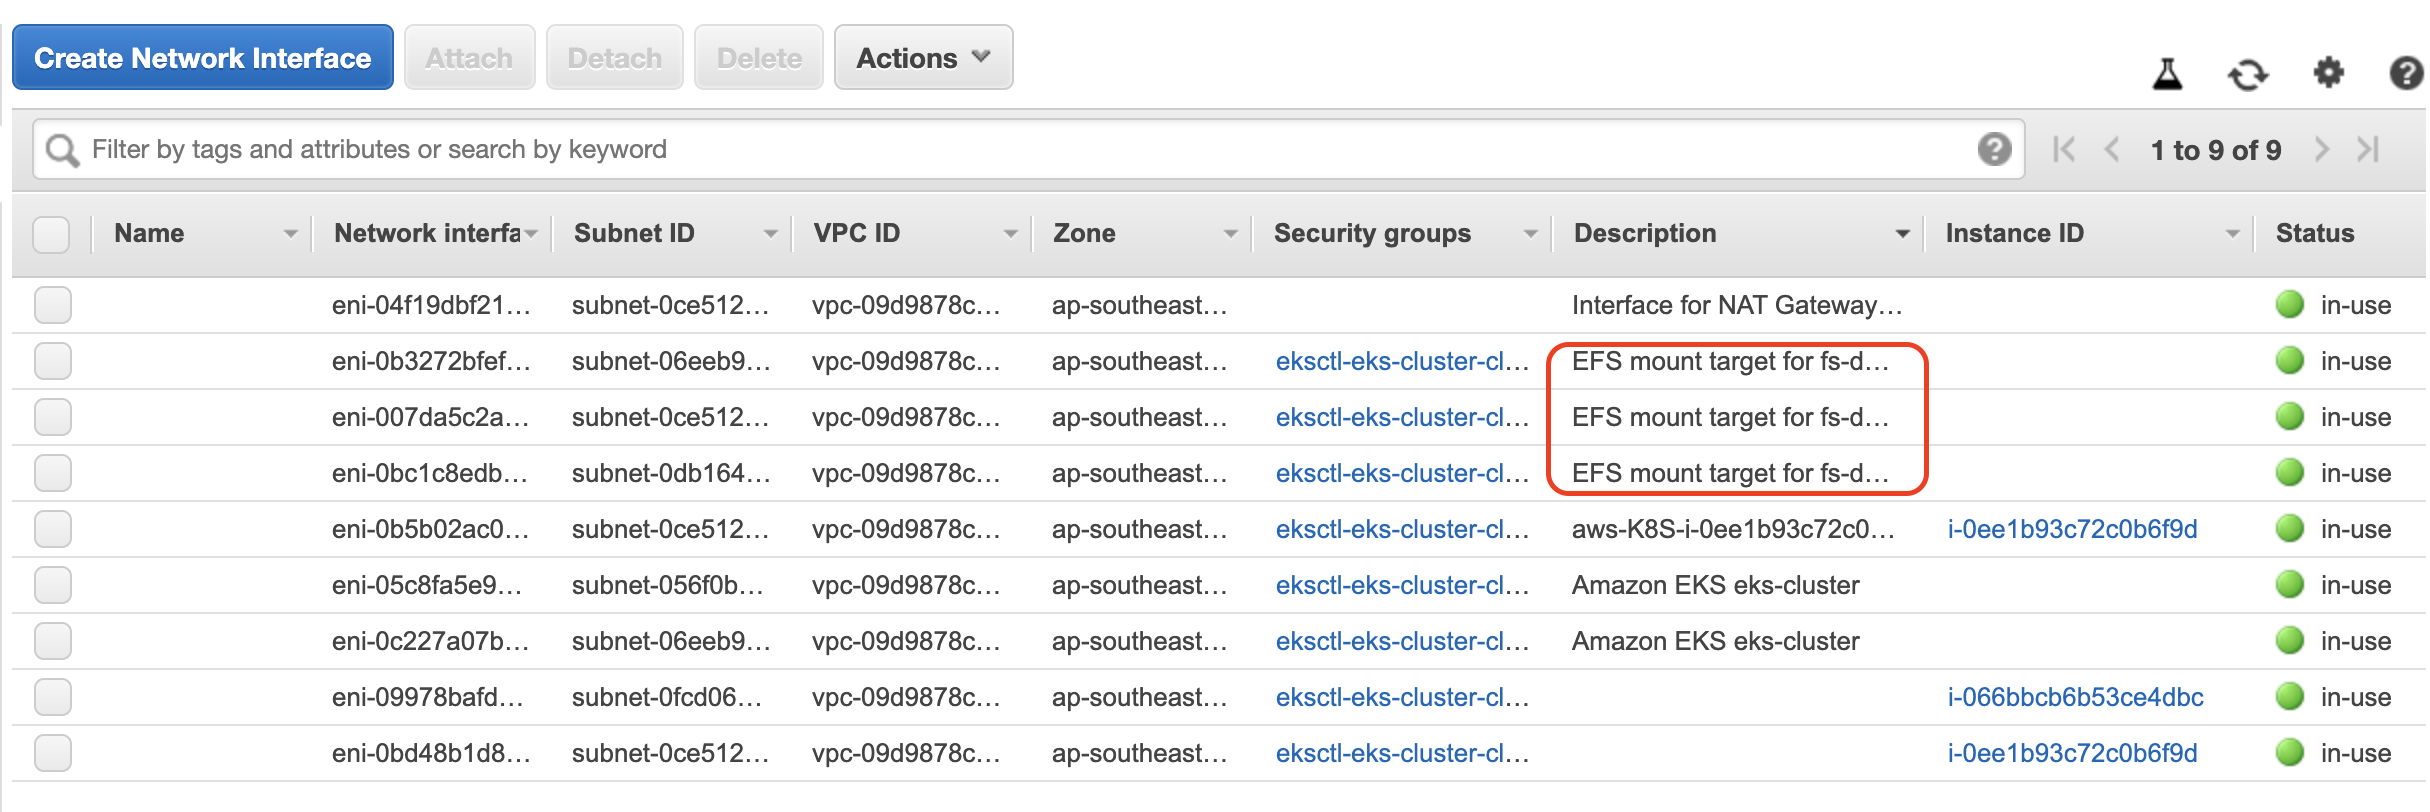 Create Network Interface Attach Detach Delete Actions
Filter by tags and attributes or search by keyword 1 to 9 of 9
Name Network interfa Subnet ID VPC ID Zone Security groups Description Instance ID Status
eni-04f19dbf21... subnet-0ce512... vpc-09d9878c... ap-southeast... Interface for NAT Gateway... in-use
eni-0b3272bfef... subnet-06eeb9... vpc-09d9878c... ap-southeast... eksctl-eks-cluster-cl... EFS mount target for fs-d... in-use
eni-007da5c2a... subnet-0ce512... vpc-09d9878c... ap-southeast... eksctl-eks-cluster-cl... EFS mount target for fs-d... in-use
eni-0bc1c8edb... subnet-0db164... vpc-09d9878c... ap-southeast... eksctl-eks-cluster-cl... EFS mount target for fs-d... in-use
eni-0b5b02ac0... subnet-0ce512... vpc-09d9878c... ap-southeast... eksctl-eks-cluster-cl... aws-K8S-i-0ee1b93c72c0... i-0ee1b93c72c0b6f9d in-use
eni-05c8fa5e9... subnet-056f0b... vpc-09d9878c... ap-southeast... eksctl-eks-cluster-cl... Amazon EKS eks-cluster in-use
eni-0c227a07b... subnet-06eeb9... vpc-09d9878c... ap-southeast... eksctl-eks-cluster-cl... Amazon EKS eks-cluster in-use
eni-09978bafd... subnet-0fcd06... vpc-09d9878c... ap-southeast... eksctl-eks-cluster-cl... i-066bbcb6b53ce4dbc in-use
eni-0bd48b1d8... subnet-0ce512... vpc-09d9878c... ap-southeast... eksctl-eks-cluster-cl... i-0ee1b93c72c0b6f9d in-use